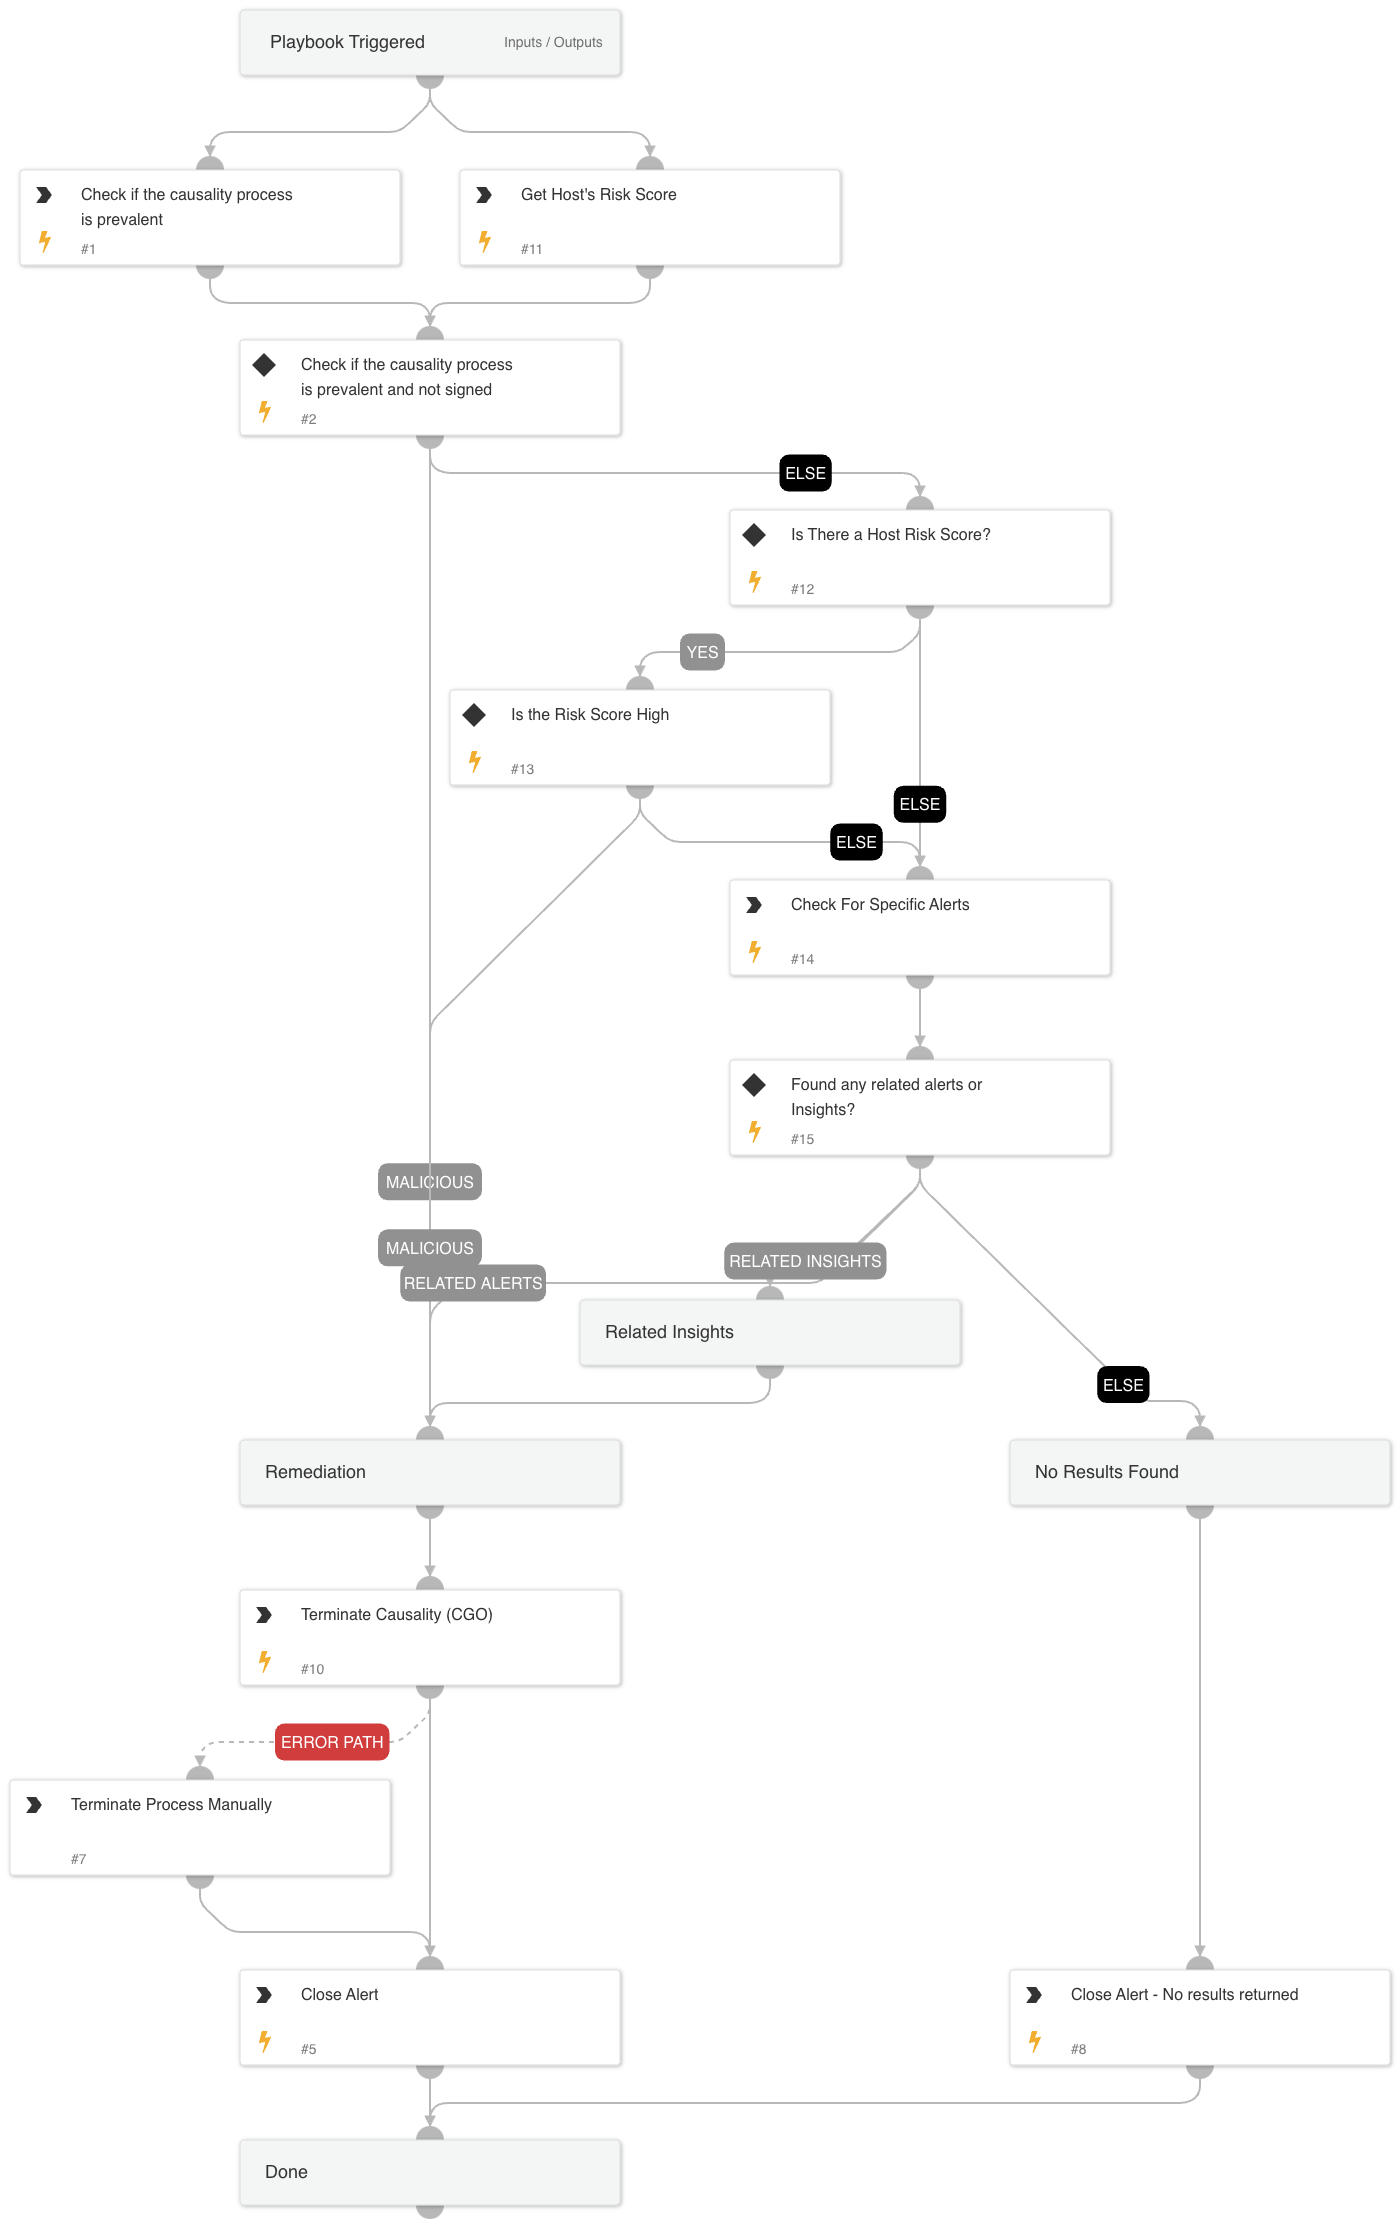 Playbook Triggered
Inputs / Outputs
Check if the causality process
is prevalent
#1
Get Host's Risk Score
#11
Check if the causality process
is prevalent and not signed
#2
ELSE
Is There a Host Risk Score?
#12
YES
Is the Risk Score High
#13
ELSE
ELSE
Check For Specific Alerts
#14
Found any related alerts or
Insights?
#15
MALICIOUS
MALICIOUS
RELATED INSIGHTS
RELATED ALERTS
Related Insights
ELSE
Remediation
No Results Found
Terminate Causality (CGO)
#10
ERROR PATH
Terminate Process Manually
#7
Close Alert
#5
Close Alert - No results returned
#8
Done